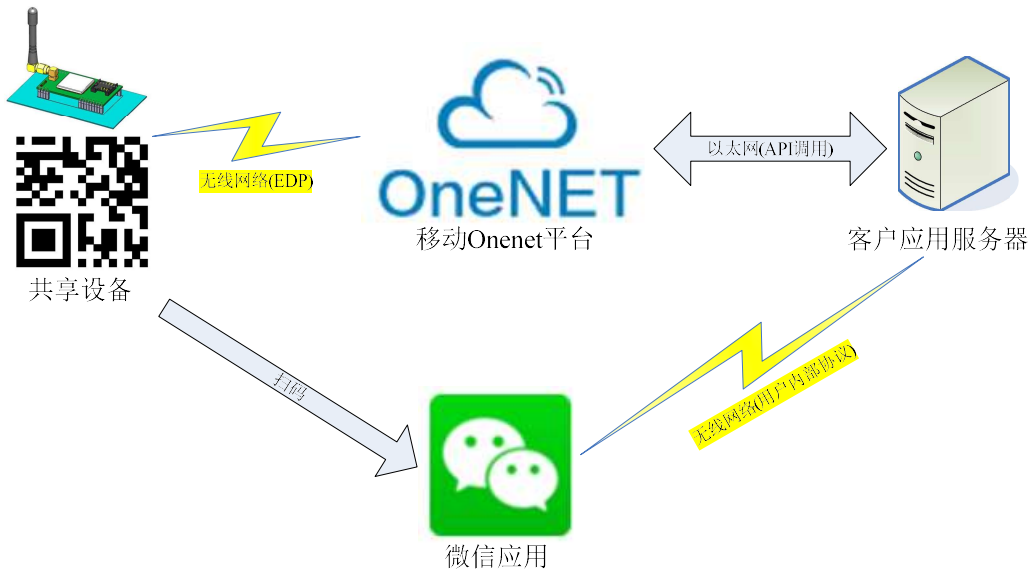 无线网络(EDP)
OneNET
以太网(API调用)
移动Onenet平台
客户应用服务器
共享设备
扫码
无线网络(用户内部协议)
微信应用